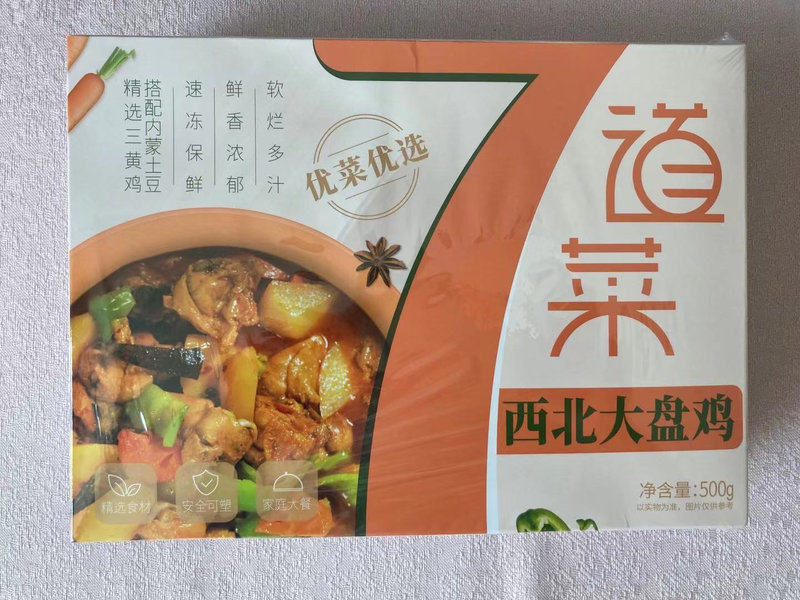 软烂多汁
鲜香浓郁
速冻保鲜
搭配内蒙土豆
精选三黄鸡
优菜优选
7道菜
西北大盘鸡
精选食材
安全可塑
家庭大餐
净含量:500g
以实物为准，图片仅供参考